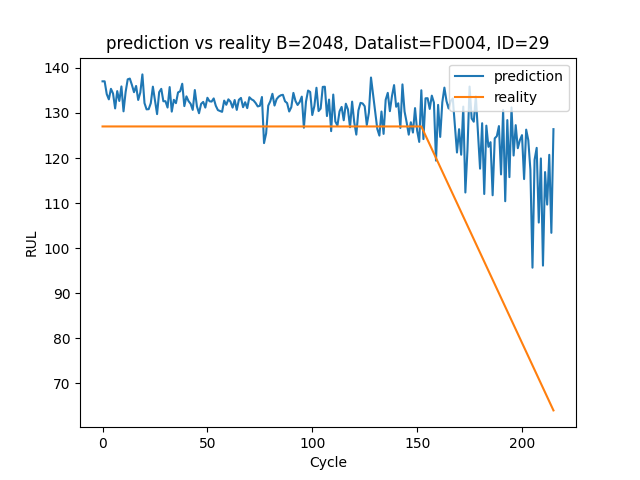 prediction vs reality B=2048, Datalist=FD004, ID=29
prediction
reality
RUL
140
130
120
110
100
90
80
70
0
50
100
150
200
Cycle